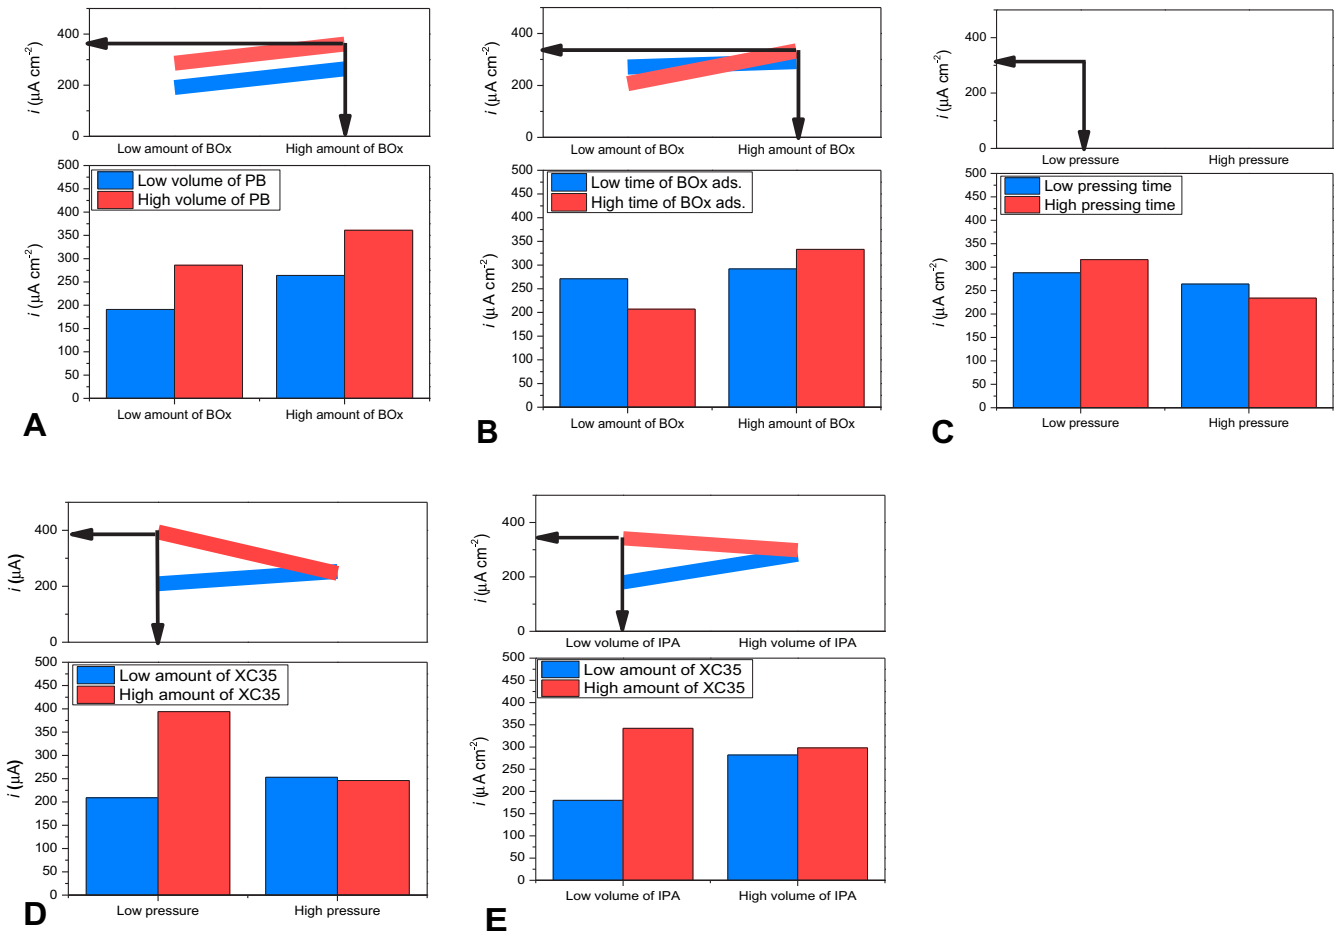 i (µA cm-2)
400
200
0
Low amount of BOx
High amount of BOx
500
450
400
350
300
250
200
150
100
50
0
i (µA cm-2)
Low volume of PB
High volume of PB
Low amount of BOx
High amount of BOx
A
i (µA cm-2)
400
200
0
Low amount of BOx
High amount of BOx
500
450
400
350
300
250
200
150
100
50
0
i (µA cm-2)
Low time of BOx ads.
High time of BOx ads.
Low amount of BOx
High amount of BOx
B
i (µA cm-2)
400
200
0
Low pressure
High pressure
500
450
400
350
300
250
200
150
100
50
0
i (µA cm-2)
Low pressing time
High pressing time
Low pressure
High pressure
C
i (µA)
400
200
0
500
450
400
350
300
250
200
150
100
50
0
i (µA)
Low amount of XC35
High amount of XC35
Low pressure
High pressure
D
i (µA cm-2)
400
200
0
Low volume of IPA
High volume of IPA
500
450
400
350
300
250
200
150
100
50
0
i (µA cm-2)
Low amount of XC35
High amount of XC35
Low volume of IPA
High volume of IPA
E